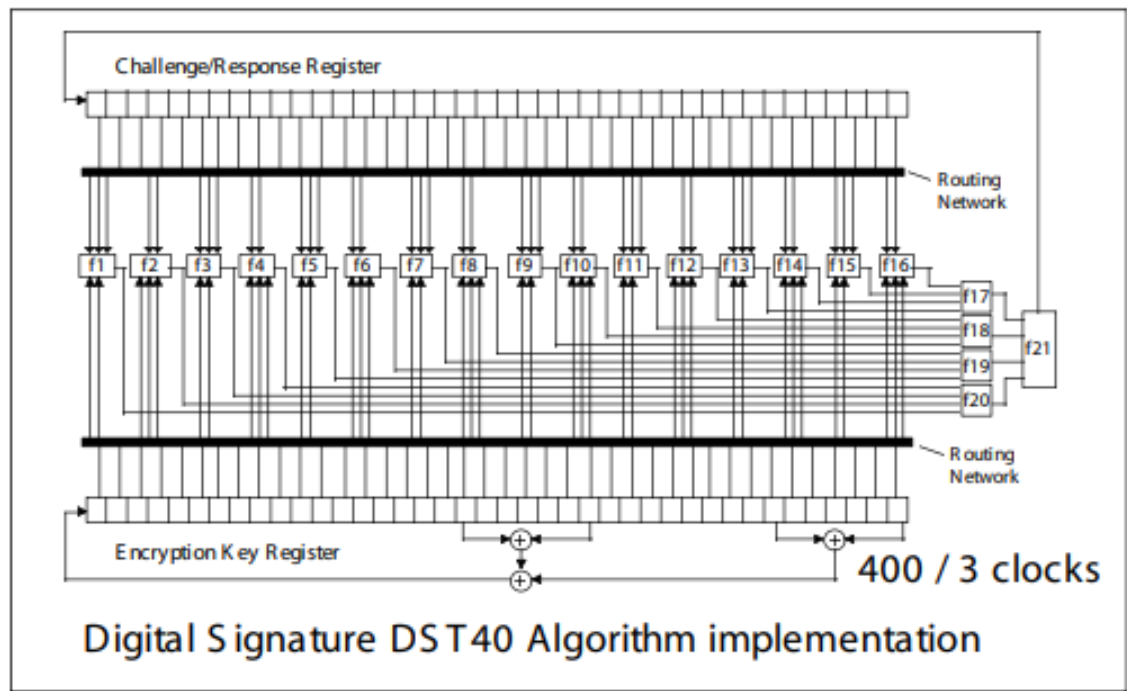 Challenge/Response Register
Routing
Network
f1 f2 f3 f4 f5 f6 f7 f8 f9 f10 f11 f12 f13 f14 f15 f16
f17
f18
f21
f19
f20
Routing
Network
Encryption Key Register
400 / 3 clocks
Digital Signature DST40 Algorithm implementation